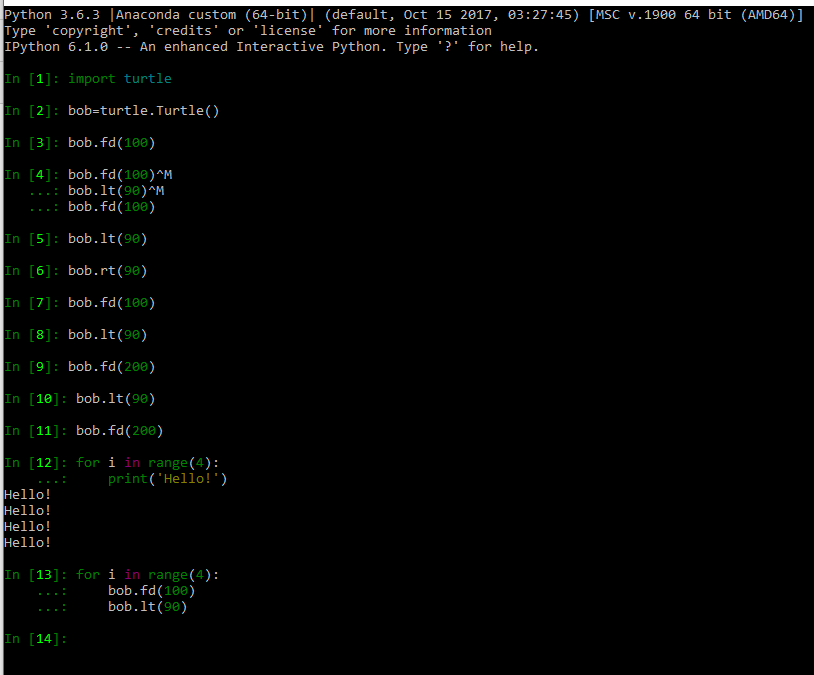 Python 3.6.3 |Anaconda custom (64-bit)| (default, Oct 15 2017, 03:27:45) [MSC v.1900 64 bit (AMD64)]
Type 'copyright', 'credits' or 'license' for more information
IPython 6.1.0 -- An enhanced Interactive Python. Type '?' for help.
In [1]: import turtle
In [2]: bob=turtle.Turtle()
In [3]: bob.fd(100)
In [4]: bob.fd(100)^M
   ...: bob.lt(90)^M
   ...: bob.fd(100)
In [5]: bob.lt(90)
In [6]: bob.rt(90)
In [7]: bob.fd(100)
In [8]: bob.lt(90)
In [9]: bob.fd(200)
In [10]: bob.lt(90)
In [11]: bob.fd(200)
In [12]: for i in range(4):
    ...:     print('Hello!')
Hello!
Hello!
Hello!
Hello!
In [13]: for i in range(4):
    ...:     bob.fd(100)
    ...:     bob.lt(90)
In [14]: